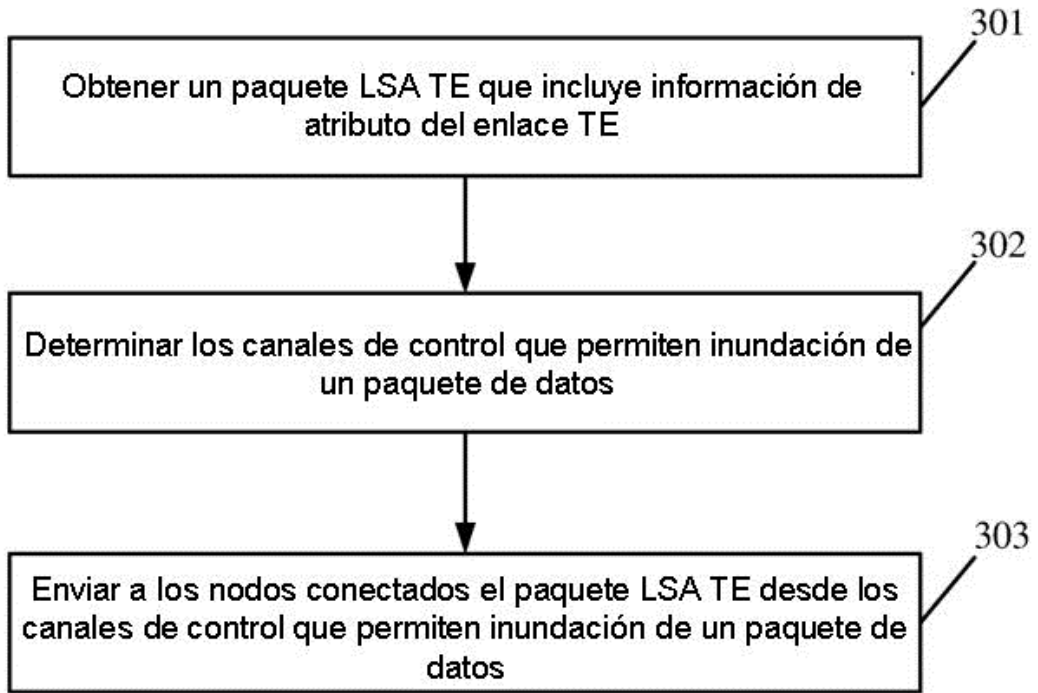 301
Obtener un paquete LSA TE que incluye información de
atributo del enlace TE
302
Determinar los canales de control que permiten inundación de
un paquete de datos
303
Enviar a los nodos conectados el paquete LSA TE desde los
canales de control que permiten inundación de un paquete de
datos